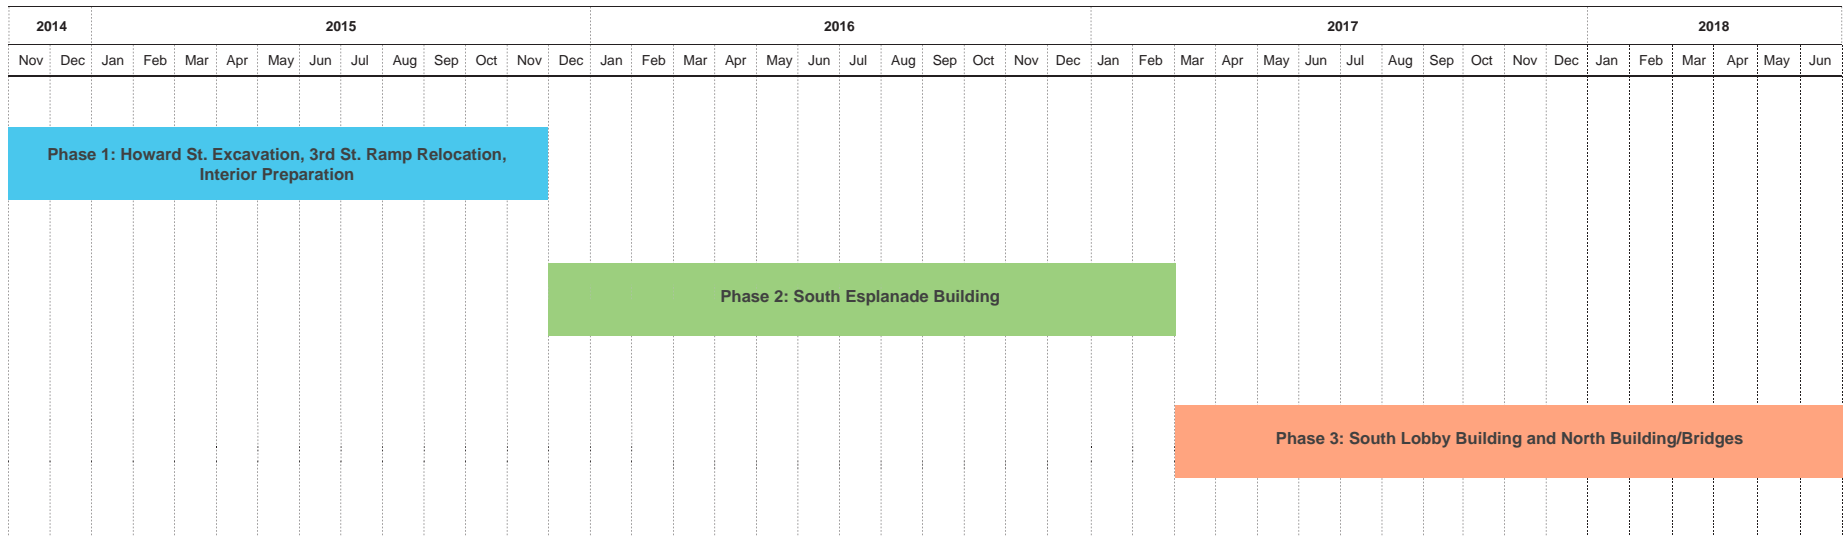 2014 2015 2016 2017 2018
Nov Dec Jan Feb Mar Apr May Jun Jul Aug Sep Oct Nov Dec Jan Feb Mar Apr May Jun Jul Aug Sep Oct Nov Dec Jan Feb Mar Apr May Jun Jul Aug Sep Oct Nov Dec Jan Feb Mar Apr May Jun
Phase 1: Howard St. Excavation, 3rd St. Ramp Relocation,
Interior Preparation
Phase 2: South Esplanade Building
Phase 3: South Lobby Building and North Building/Bridges